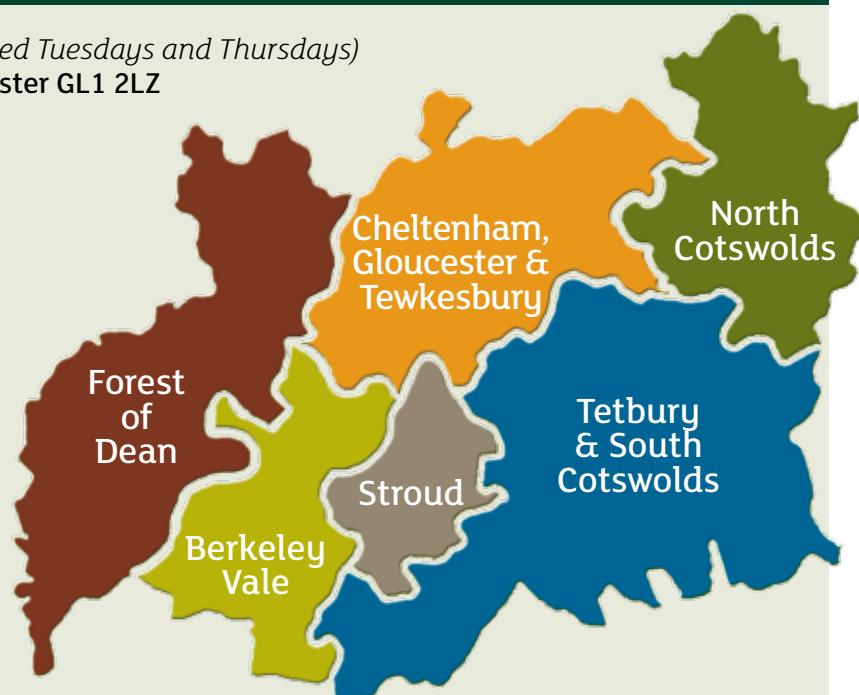 ed Tuesdays and Thursdays)
ster GL1 2LZ
Cheltenham,
Gloucester &
Tewkesbury
North
Cotswolds
Forest
of
Dean
Tetbury
& South
Cotswolds
Stroud
Berkeley
Vale